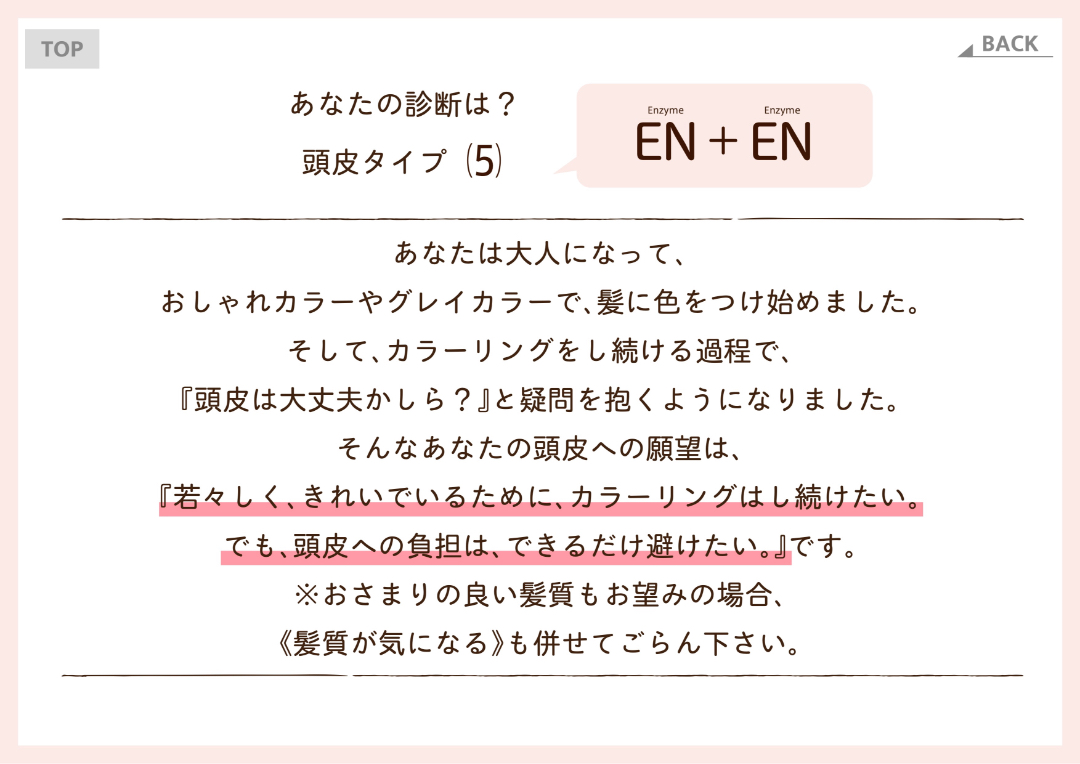 TOP
BACK
あなたの診断は？
頭皮タイプ (5)
Enzyme Enzyme
EN + EN
あなたは大人になって、
おしゃれカラーやグレイカラーで、髪に色をつけ始めました。
そして、カラーリングをし続ける過程で、
『頭皮は大丈夫かしら？』と疑問を抱くようになりました。
そんなあなたの頭皮への願望は、
『若々しく、きれいでいるために、カラーリングはし続けたい。
でも、頭皮への負担は、できるだけ避けたい。』です。
※おさまりの良い髪質もお望みの場合、
《髪質が気になる》も併せてごらん下さい。